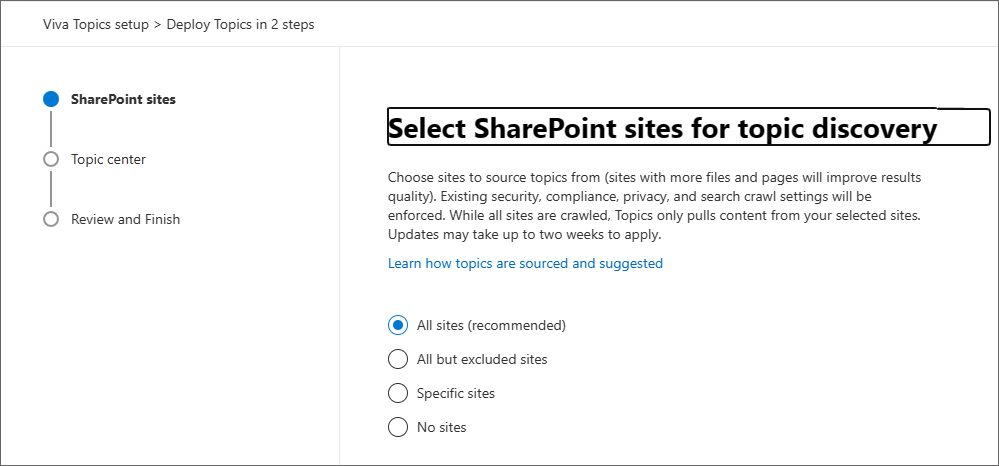 Viva Topics setup > Deploy Topics in 2 steps
SharePoint sites
Topic center
Review and Finish
Select SharePoint sites for topic discovery
Choose sites to source topics from (sites with more files and pages will improve results
quality). Existing security, compliance, privacy, and search crawl settings will be
enforced. While all sites are crawled, Topics only pulls content from your selected sites.
Updates may take up to two weeks to apply.
Learn how topics are sourced and suggested
All sites (recommended)
All but excluded sites
Specific sites
No sites